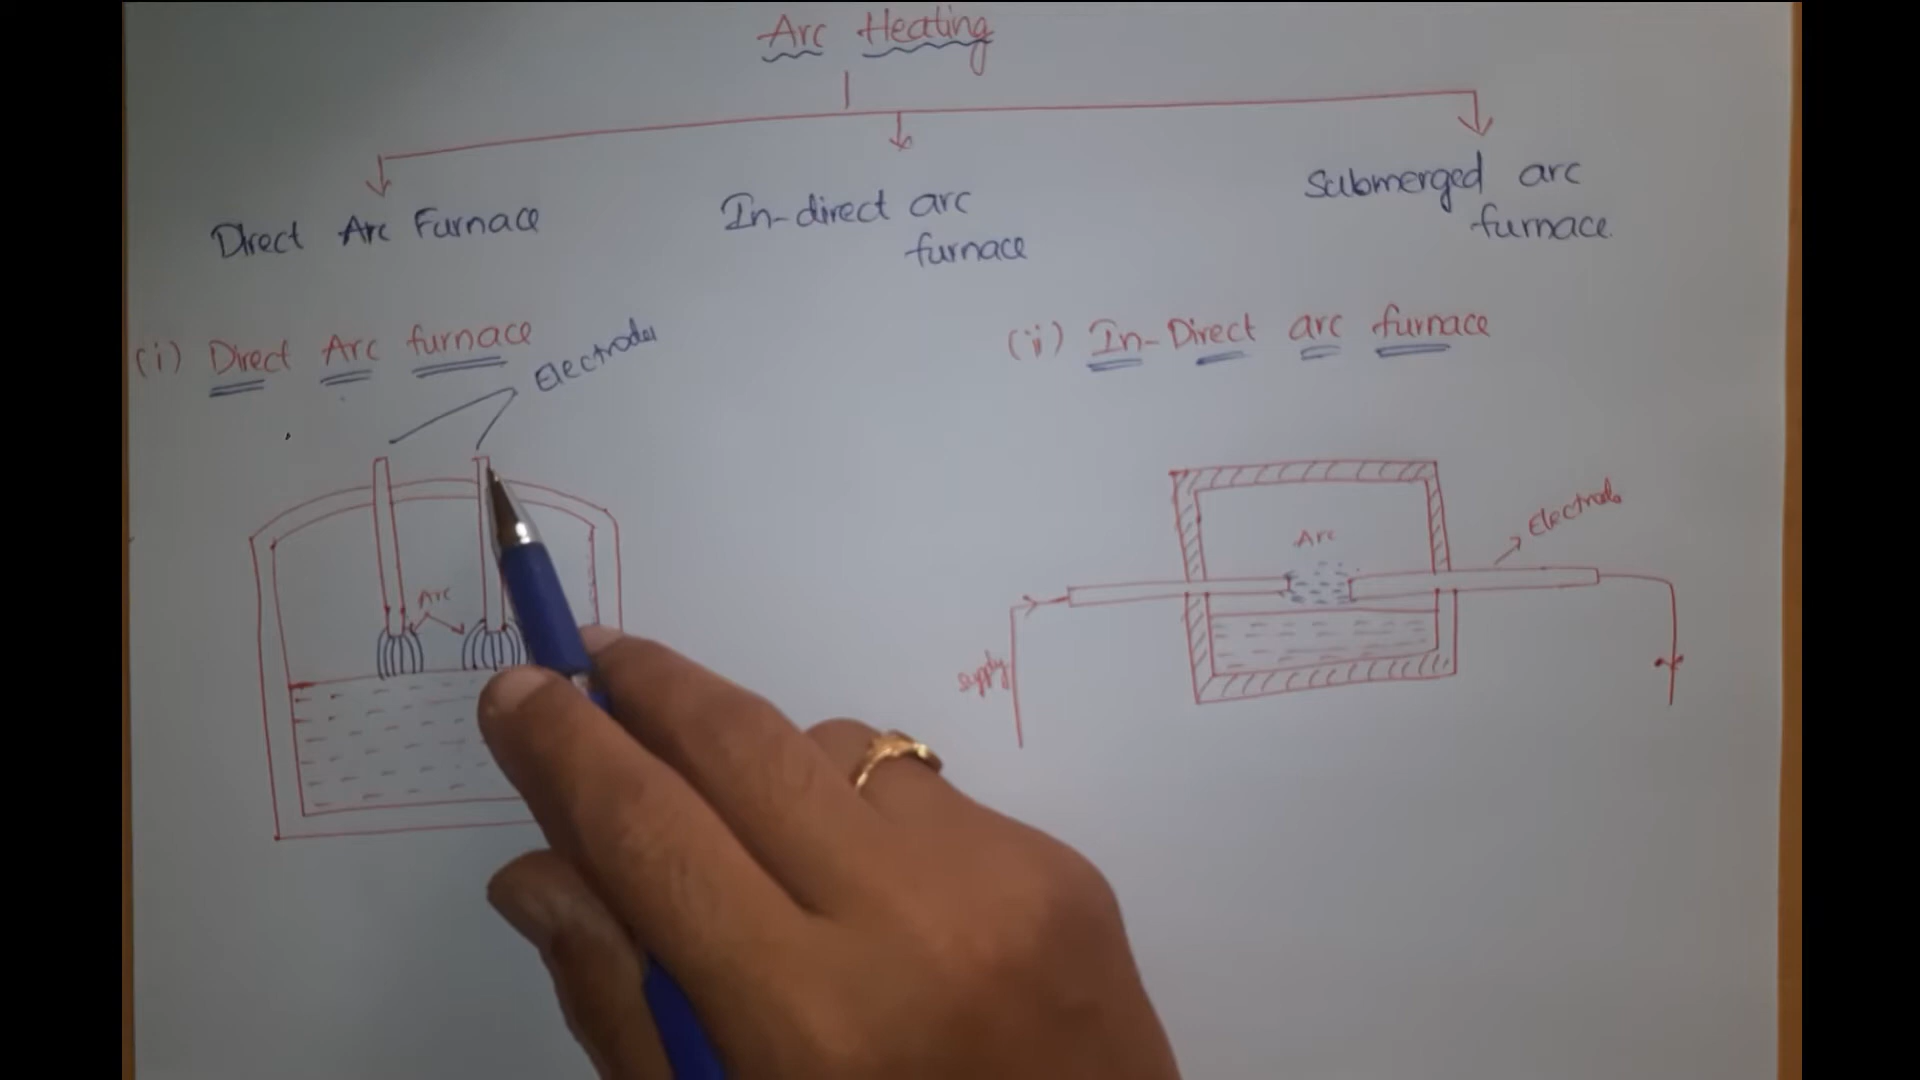 Arc Heating
Direct Arc Furnace
In-direct arc
furnace
Submerged arc
furnace
(i) Direct Arc furnace
Electrodes
Arc
(ii) In-Direct arc furnace
Arc
Electrode
supply